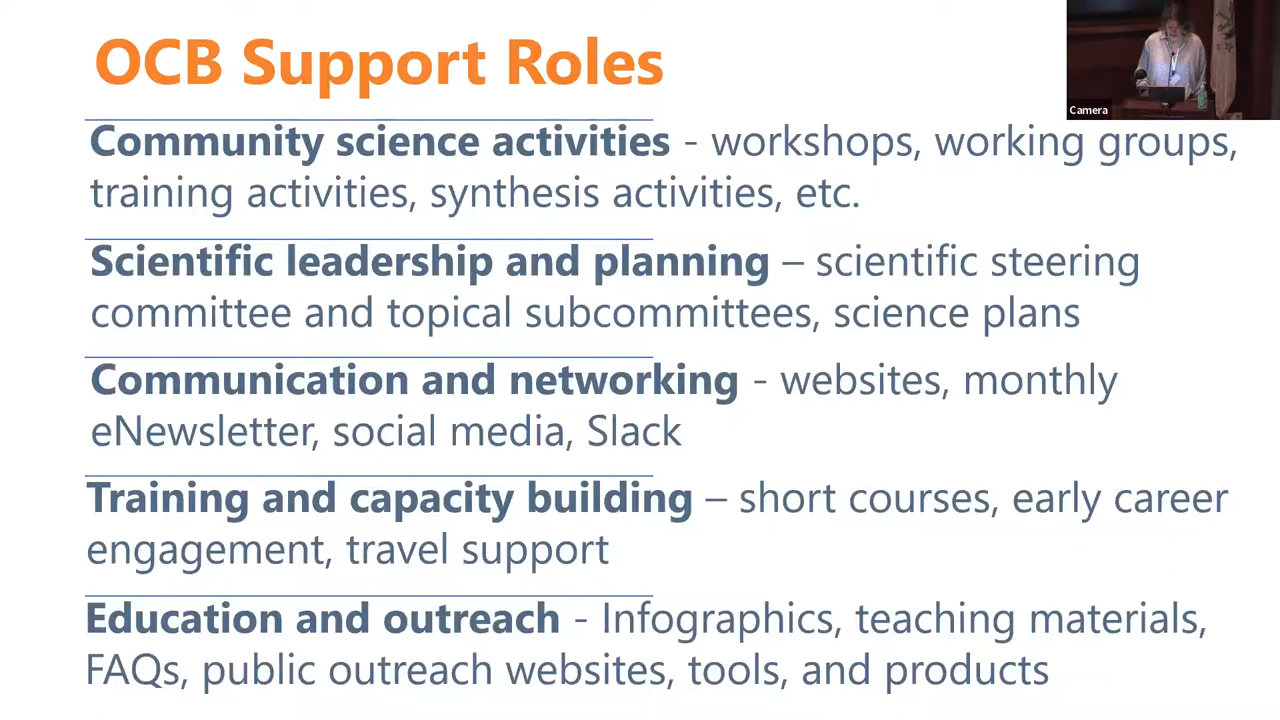 OCB Support Roles
Camera
Community science activities - workshops, working groups,
training activities, synthesis activities, etc.
Scientific leadership and planning – scientific steering
committee and topical subcommittees, science plans
Communication and networking - websites, monthly
eNewsletter, social media, Slack
Training and capacity building – short courses, early career
engagement, travel support
Education and outreach - Infographics, teaching materials,
FAQs, public outreach websites, tools, and products